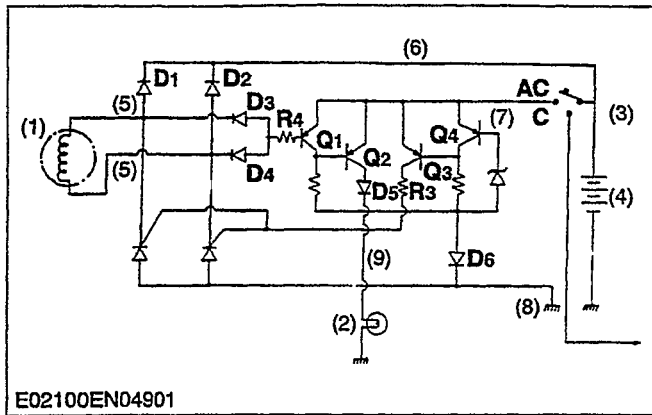 (6)
D1 D2
(5) D3
AC
(1) R4 (7) (3)
C
Q1 Q4
(5) D4 Q2 Q3
D5 R3 (4)
D6
(9)
(8)
(2)
E02100EN04901